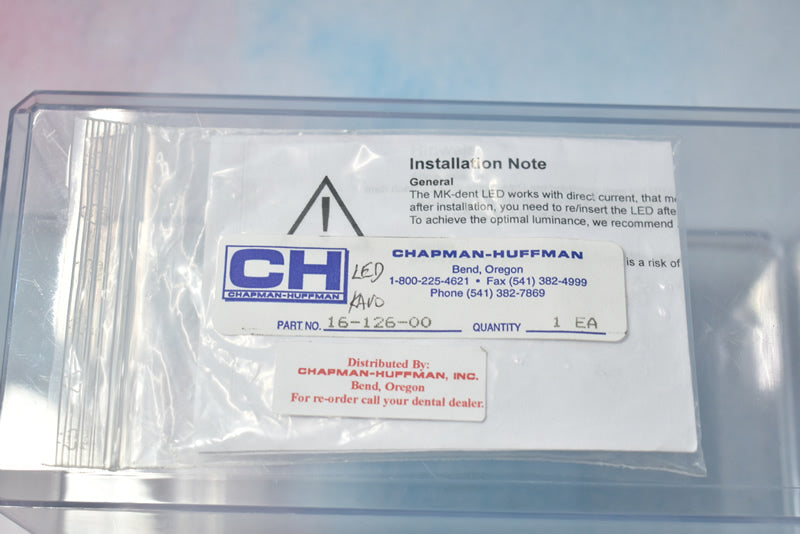 Installation Note
General
The MK-dent LED works with direct current, that
after installation, you need to re/insert the LED
To achieve the optimal luminance, we recommend
is a risk of
CH
CHAPMAN-HUFFMAN
LED
KAVO
CHAPMAN-HUFFMAN
Bend, Oregon
1-800-225-4621 • Fax (541) 382-4999
Phone (541) 382-7869
PART NO. 16-126-00 QUANTITY 1 EA
Distributed By:
CHAPMAN-HUFFMAN, INC.
Bend, Oregon
For re-order call your dental dealer.